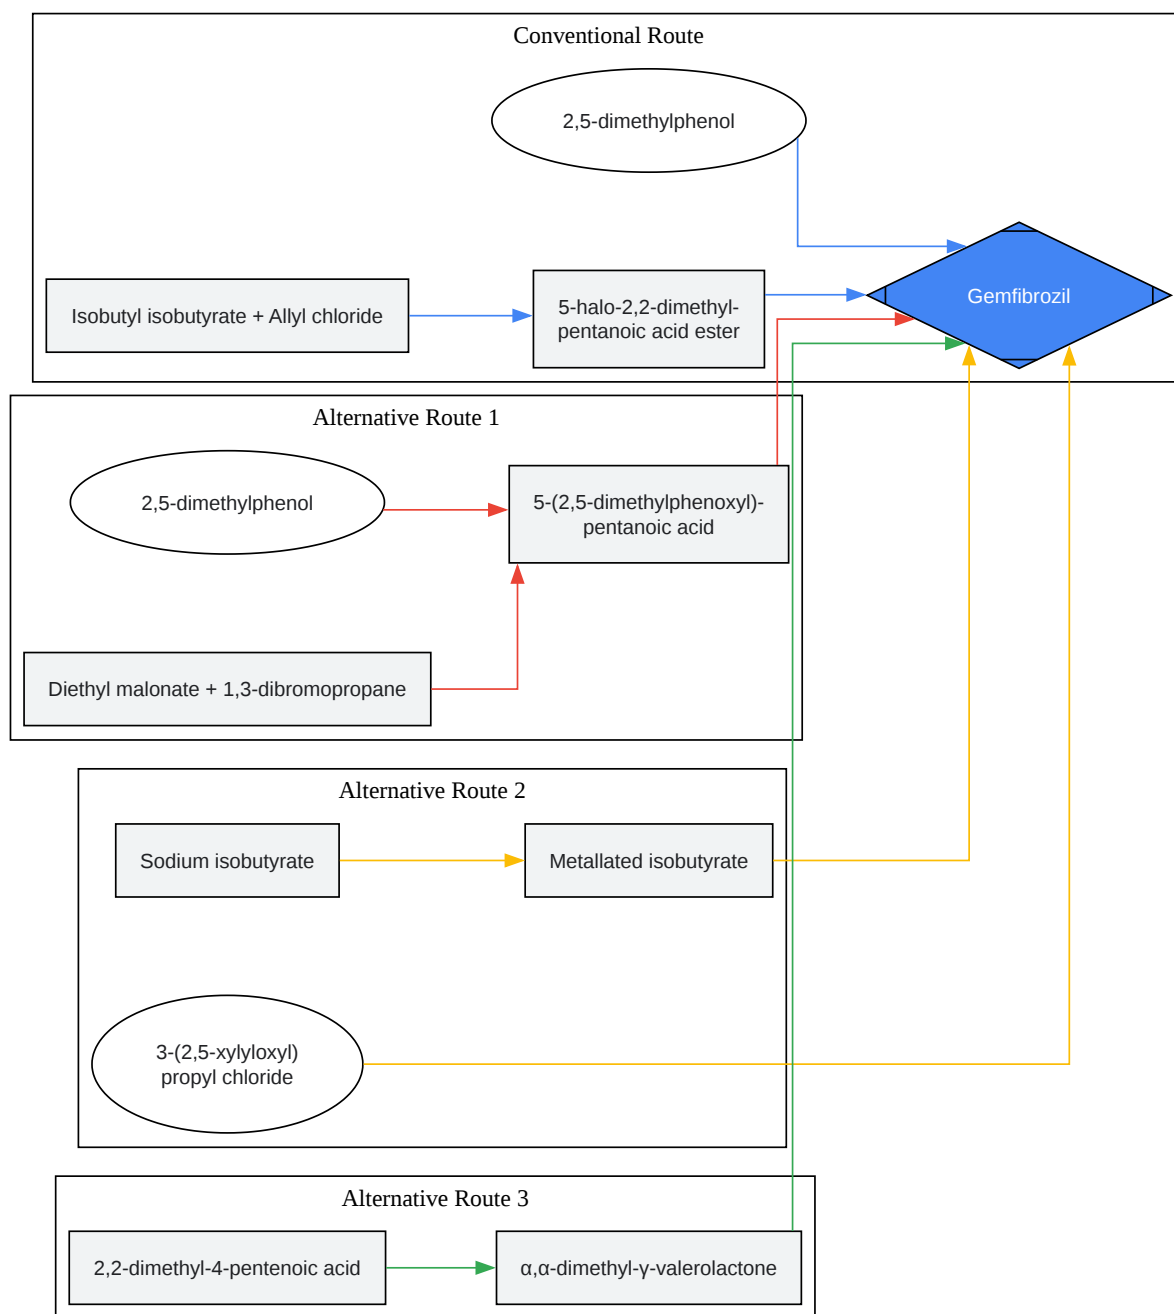 Conventional Route
2,5-dimethylphenol
Isobutyl isobutyrate + Allyl chloride
5-halo-2,2-dimethyl-
pentanoic acid ester
Gemfibrozil
Alternative Route 1
2,5-dimethylphenol
5-(2,5-dimethylphenoxyl)-
pentanoic acid
Diethyl malonate + 1,3-dibromopropane
Alternative Route 2
Sodium isobutyrate
Metallated isobutyrate
3-(2,5-xylyloxyl)
propyl chloride
Alternative Route 3
2,2-dimethyl-4-pentenoic acid
α,α-dimethyl-γ-valerolactone